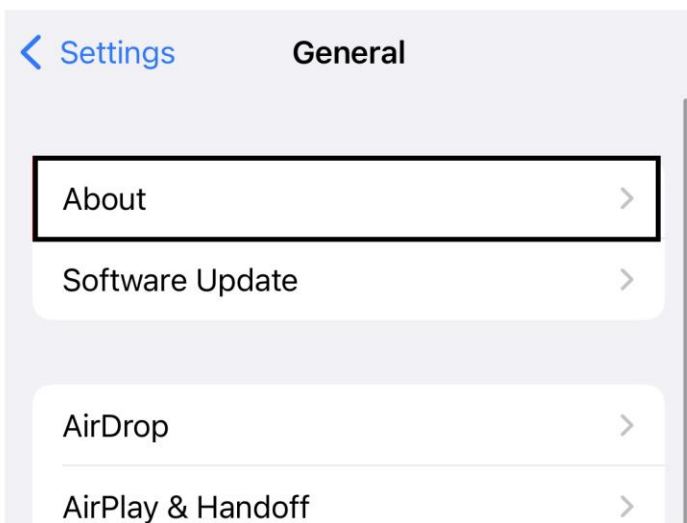 Settings
General
About
Software Update
AirDrop
AirPlay & Handoff